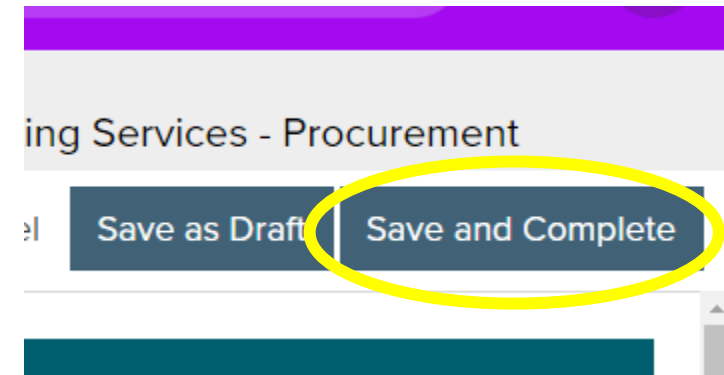 ing Services - Procurement
el Save as Draft Save and Complete